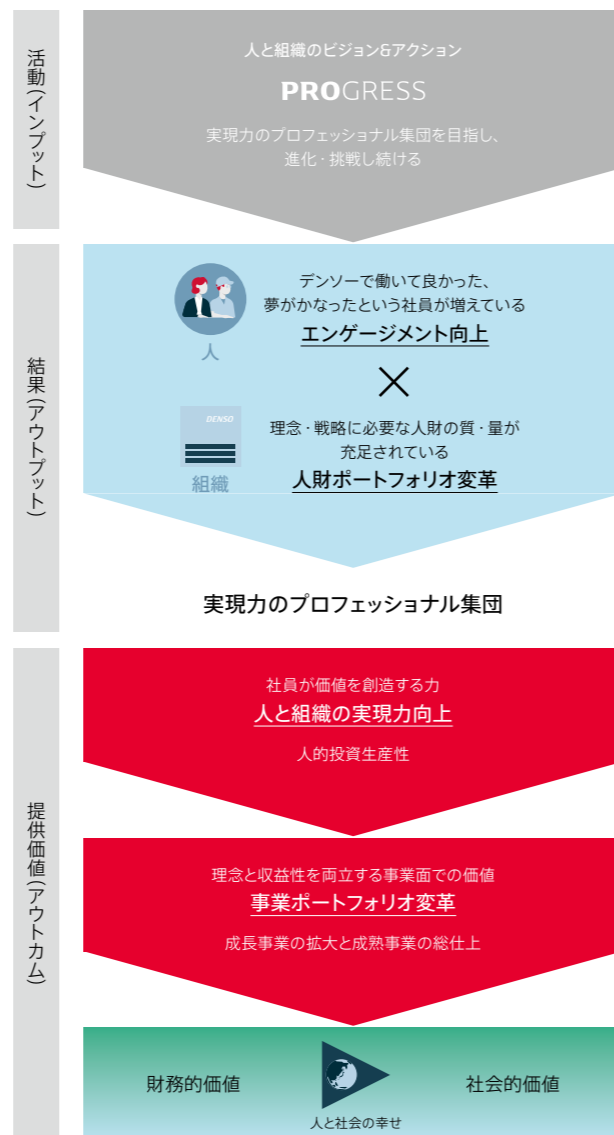 活動(インプット)
人と組織のビジョン&アクション
PROGRESS
実現力のプロフェッショナル集団を目指し、
進化・挑戦し続ける
結果(アウトプット)
デンソーで働いて良かった、
夢がかなったという社員が増えている
エンゲージメント向上
人
×
DENSO
組織
理念・戦略に必要な人財の質・量が
充足されている
人財ポートフォリオ変革
実現力のプロフェッショナル集団
提供価値(アウトカム)
社員が価値を創造する力
人と組織の実現力向上
人的投資生産性
理念と収益性を両立する事業面での価値
事業ポートフォリオ変革
成長事業の拡大と成熟事業の総仕上
財務的価値
社会的価値
人と社会の幸せ